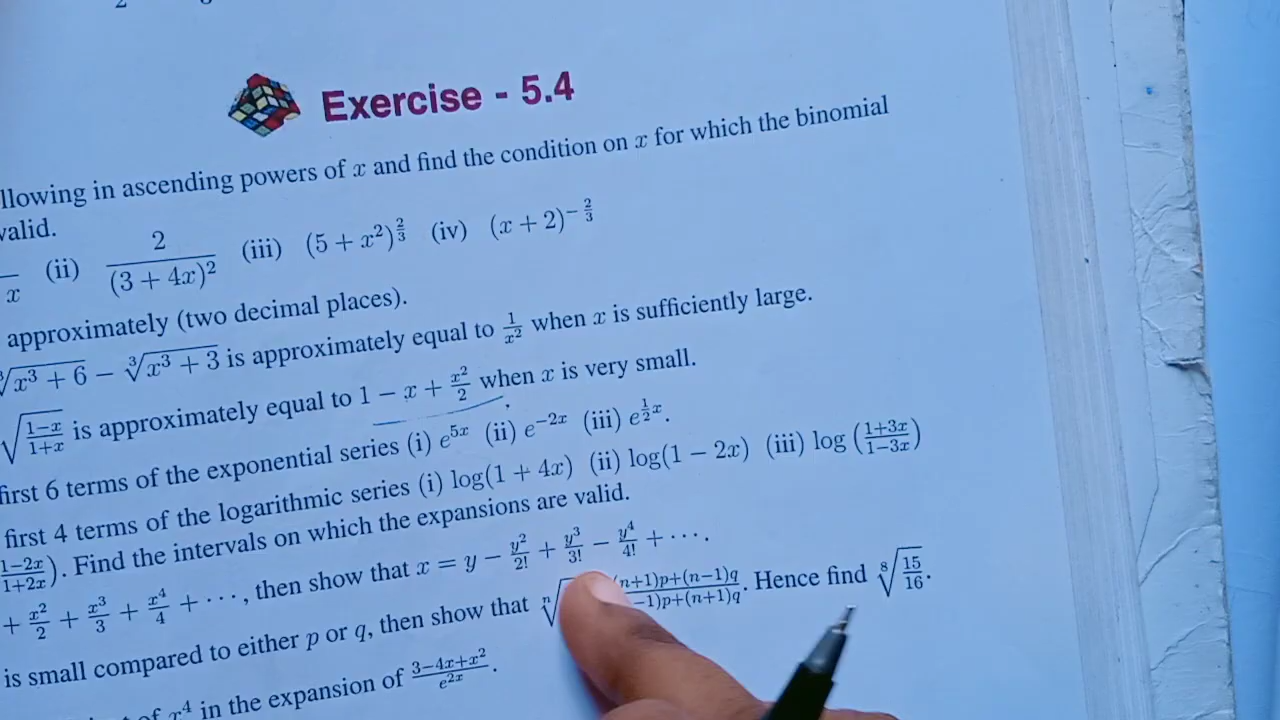 Exercise - 5.4
llowing in ascending powers of x and find the condition on x for which the binomial
valid.
x (ii) 2/(3 + 4x)² (iii) (5 + x²)^(2/3) (iv) (x + 2)^(−2/3)
approximately (two decimal places).
∛(x³ + 6) − ∛(x³ + 3) is approximately equal to 1/x² when x is sufficiently large.
√((1−x)/(1+x)) is approximately equal to 1 − x + x²/2 when x is very small.
first 6 terms of the exponential series (i) e^(5x) (ii) e^(−2x) (iii) e^(½x).
first 4 terms of the logarithmic series (i) log(1 + 4x) (ii) log(1 − 2x) (iii) log ((1+3x)/(1−3x))
(1−2x)/(1+2x)). Find the intervals on which the expansions are valid.
+ x²/2 + x³/3 + x⁴/4 + ⋯, then show that x = y − y²/2! + y³/3! − y⁴/4! + ⋯.
is small compared to either p or q, then show that ⁿ√ (n+1)p+(n−1)q / −1)p+(n+1)q. Hence find ⁸√(15/16).
of x⁴ in the expansion of (3−4x+x²)/e^(2x).